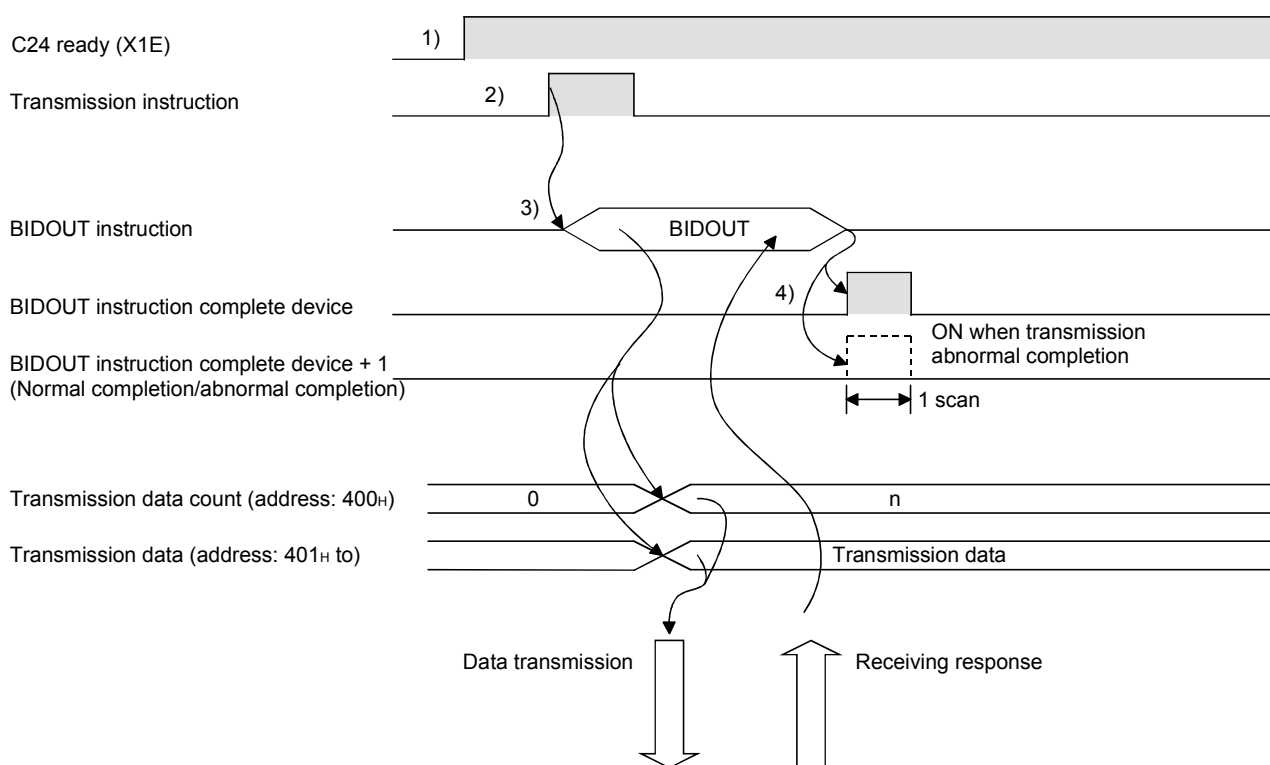 C24 ready (X1E)
1)
Transmission instruction
2)
BIDOUT instruction
3)
BIDOUT
BIDOUT instruction complete device
4)
ON when transmission
abnormal completion
BIDOUT instruction complete device + 1
(Normal completion/abnormal completion)
1 scan
Transmission data count (address: 400H)
0
n
Transmission data (address: 401H to)
Transmission data
Data transmission
Receiving response